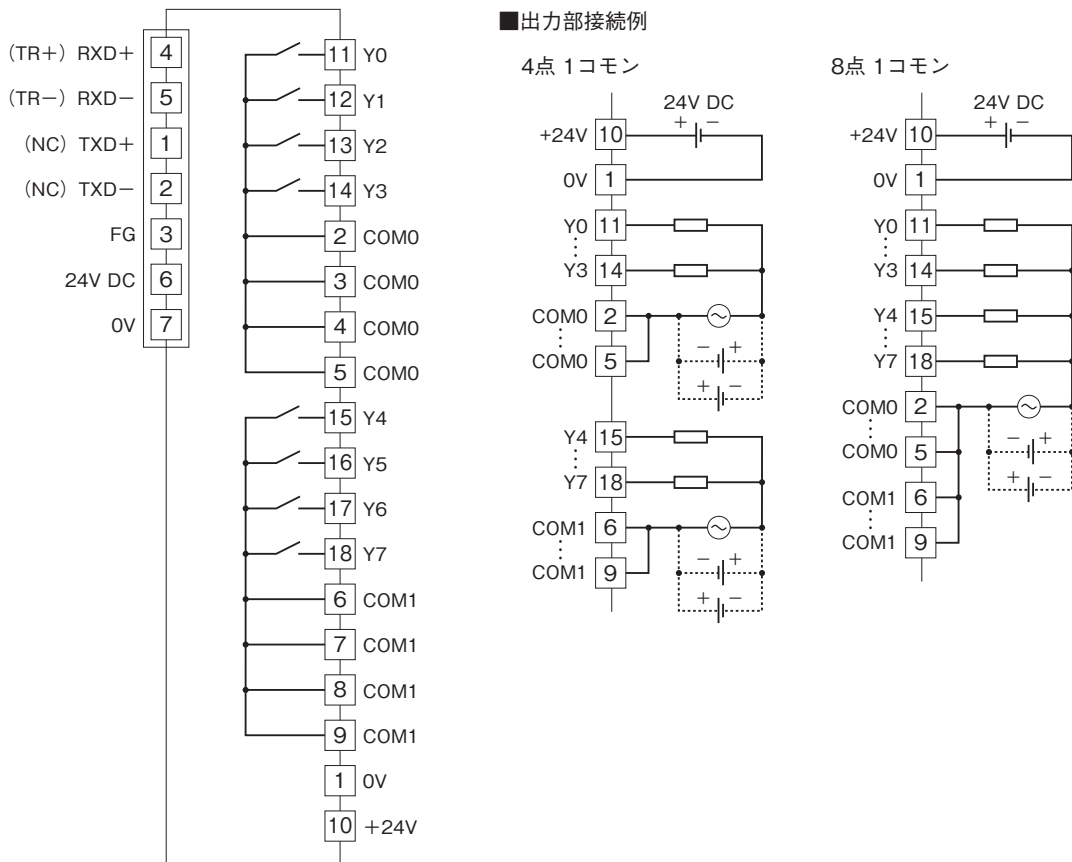 （TR＋）RXD＋ 4
（TR－）RXD－ 5
（NC）TXD＋ 1
（NC）TXD－ 2
FG 3
24V DC 6
0V 7
11 Y0
12 Y1
13 Y2
14 Y3
2 COM0
3 COM0
4 COM0
5 COM0
15 Y4
16 Y5
17 Y6
18 Y7
6 COM1
7 COM1
8 COM1
9 COM1
1 0V
10 ＋24V
■出力部接続例
4点 1コモン
24V DC
＋ －
+24V 10
0V 1
Y0 11
Y3 14
COM0 2
－ ＋
COM0 5
＋ －
Y4 15
Y7 18
COM1 6
－ ＋
COM1 9
＋ －
8点 1コモン
24V DC
＋ －
+24V 10
0V 1
Y0 11
Y3 14
Y4 15
Y7 18
COM0 2
－ ＋
COM0 5
＋ －
COM1 6
COM1 9